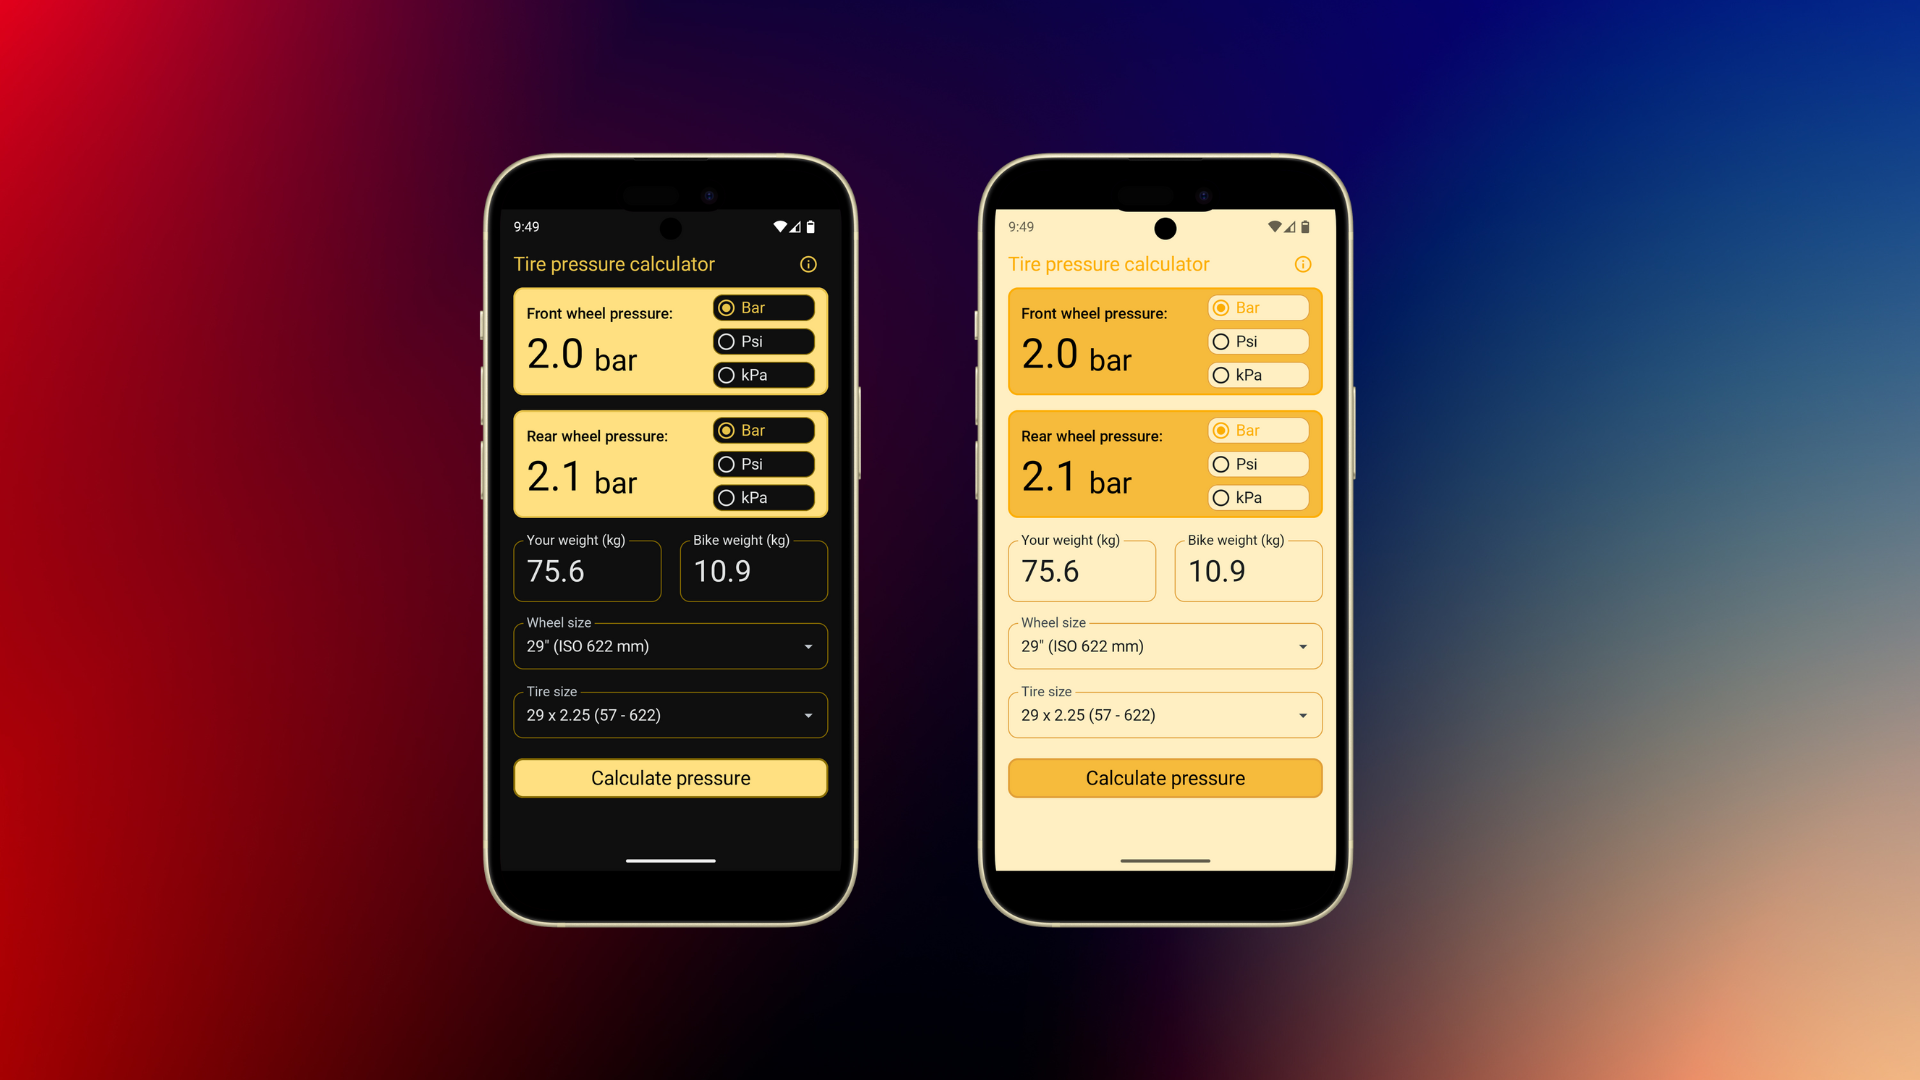 9:49
Tire pressure calculator
Front wheel pressure:
2.0 bar
Bar
Psi
kPa
Rear wheel pressure:
2.1 bar
Bar
Psi
kPa
Your weight (kg)
75.6
Bike weight (kg)
10.9
Wheel size
29" (ISO 622 mm)
Tire size
29 x 2.25 (57 - 622)
Calculate pressure
9:49
Tire pressure calculator
Front wheel pressure:
2.0 bar
Bar
Psi
kPa
Rear wheel pressure:
2.1 bar
Bar
Psi
kPa
Your weight (kg)
75.6
Bike weight (kg)
10.9
Wheel size
29" (ISO 622 mm)
Tire size
29 x 2.25 (57 - 622)
Calculate pressure